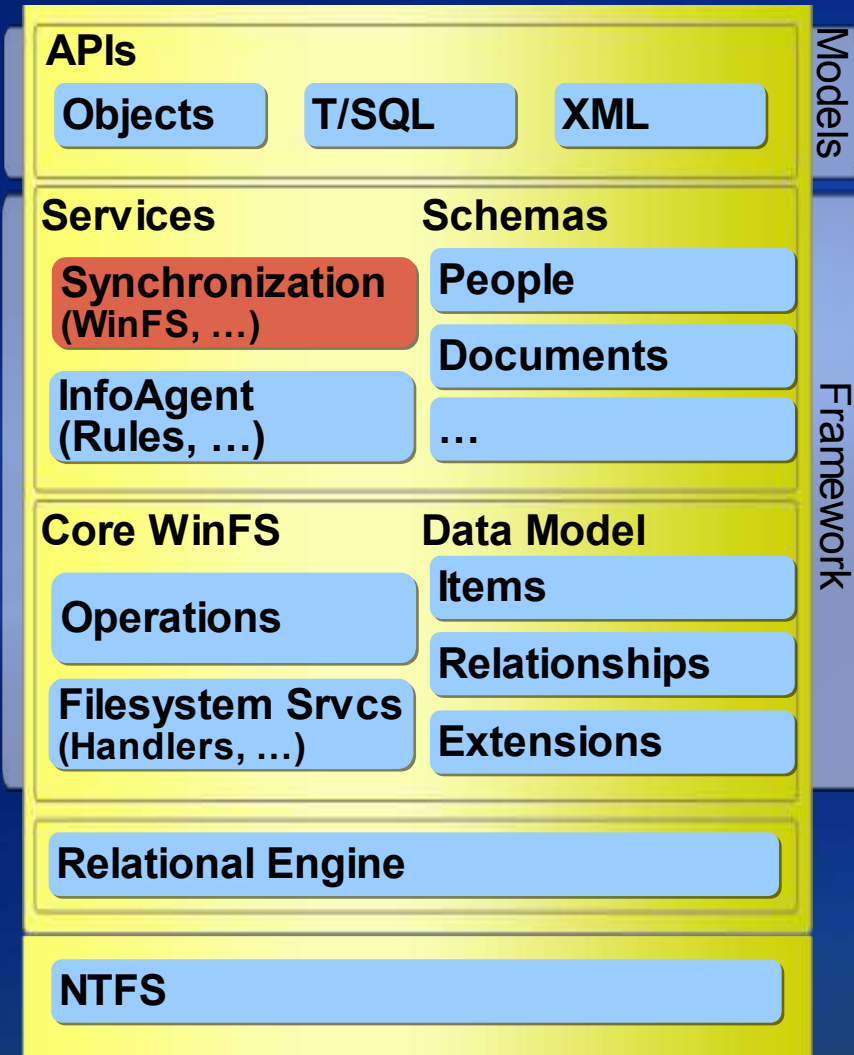 APIs
Objects
T/SQL
XML
Models
Services
Synchronization
(WinFS, …)
InfoAgent
(Rules, …)
Schemas
People
Documents
…
Framework
Core WinFS
Operations
Filesystem Srvcs
(Handlers, …)
Data Model
Items
Relationships
Extensions
Relational Engine
NTFS